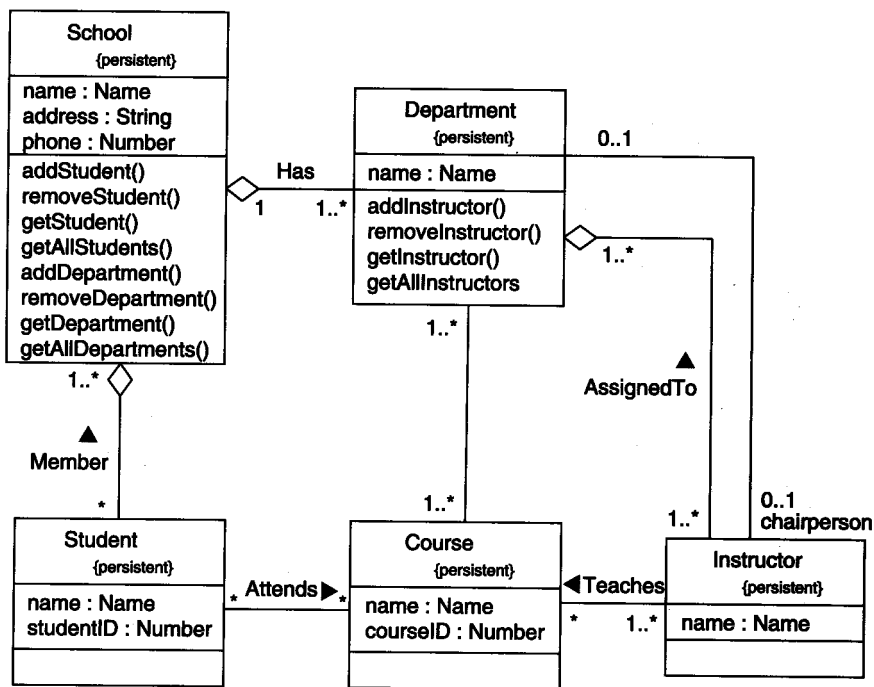 School
{persistent}
name : Name
address : String
phone : Number
addStudent()
removeStudent()
getStudent()
getAllStudents()
addDepartment()
removeDepartment()
getDepartment()
getAllDepartments()
Has
1
1..*
Department
{persistent}
name : Name
addInstructor()
removeInstructor()
getInstructor()
getAllInstructors
0..1
1..*
1..*
AssignedTo
1..*
Member
*
1..*
1..*
0..1
chairperson
Student
{persistent}
name : Name
studentID : Number
* Attends *
Course
{persistent}
name : Name
courseID : Number
Teaches
* 1..*
Instructor
{persistent}
name : Name